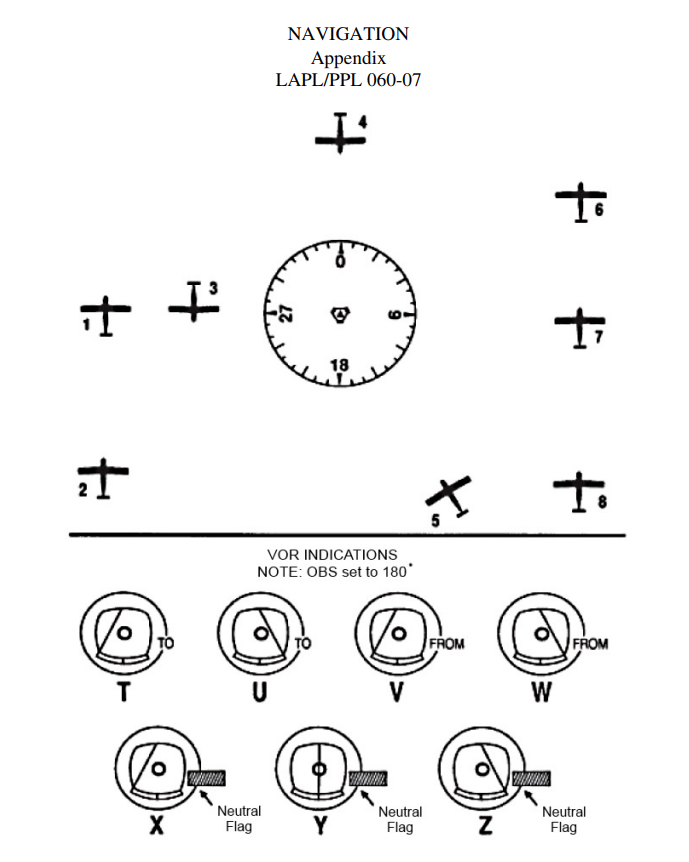 NAVIGATION
Appendix
LAPL/PPL 060-07
4
6
0
3
1
27
9
7
18
2
5
8
VOR INDICATIONS
NOTE: OBS set to 180°
TO
TO
FROM
FROM
T
U
V
W
Neutral
Flag
Neutral
Flag
Neutral
Flag
X
Y
Z